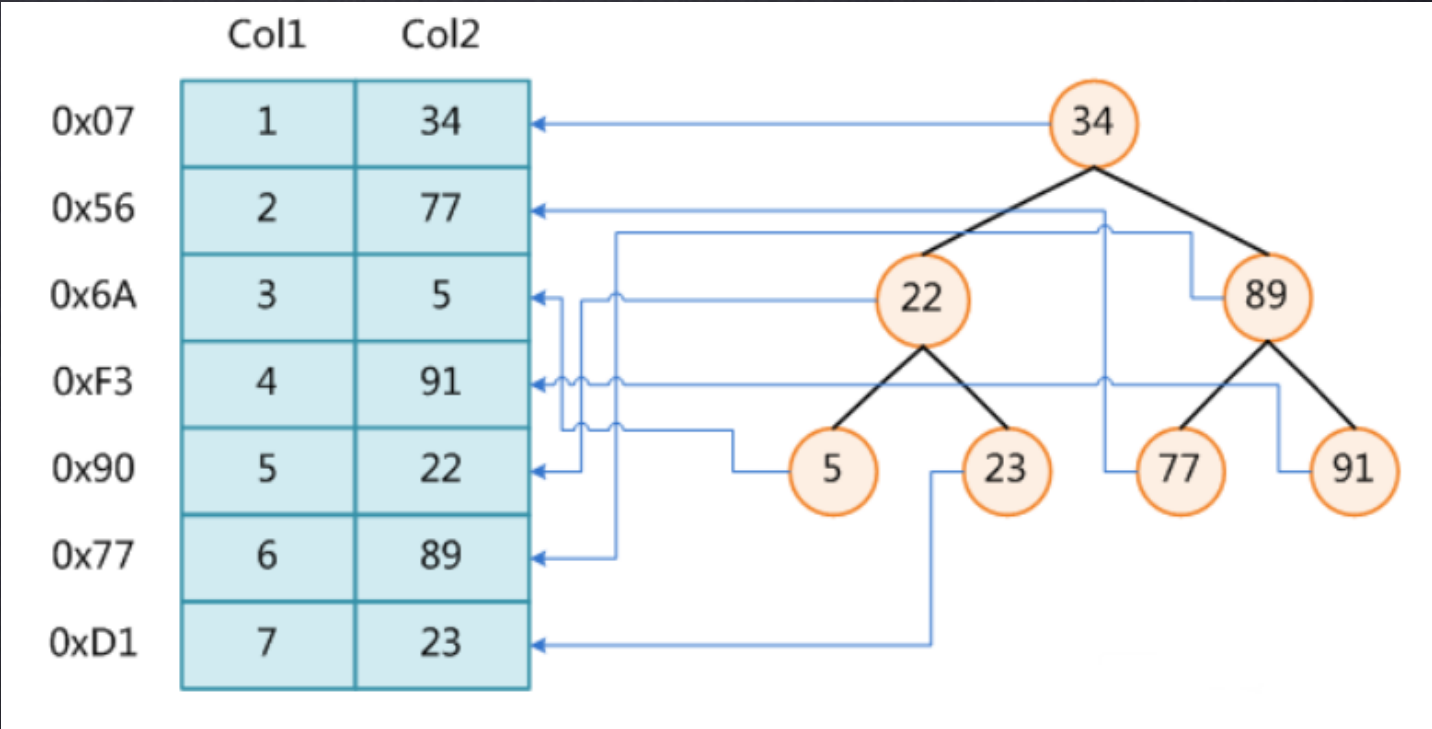 Col1 Col2
0x07 1 34 34
0x56 2 77
0x6A 3 5 22 89
0xF3 4 91
0x90 5 22 5 23 77 91
0x77 6 89
0xD1 7 23